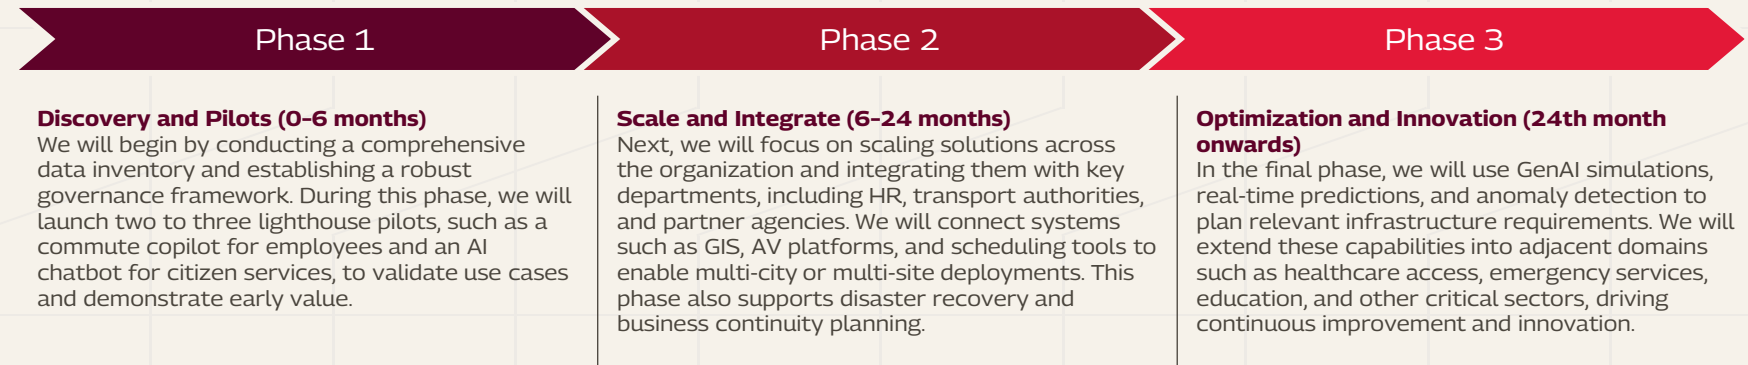 Phase 1
Phase 2
Phase 3
Discovery and Pilots (0-6 months)
We will begin by conducting a comprehensive
data inventory and establishing a robust
governance framework. During this phase, we will
launch two to three lighthouse pilots, such as a
commute copilot for employees and an AI
chatbot for citizen services, to validate use cases
and demonstrate early value.
Scale and Integrate (6-24 months)
Next, we will focus on scaling solutions across
the organization and integrating them with key
departments, including HR, transport authorities,
and partner agencies. We will connect systems
such as GIS, AV platforms, and scheduling tools to
enable multi-city or multi-site deployments. This
phase also supports disaster recovery and
business continuity planning.
Optimization and Innovation (24th month
onwards)
In the final phase, we will use GenAI simulations,
real-time predictions, and anomaly detection to
plan relevant infrastructure requirements. We will
extend these capabilities into adjacent domains
such as healthcare access, emergency services,
education, and other critical sectors, driving
continuous improvement and innovation.